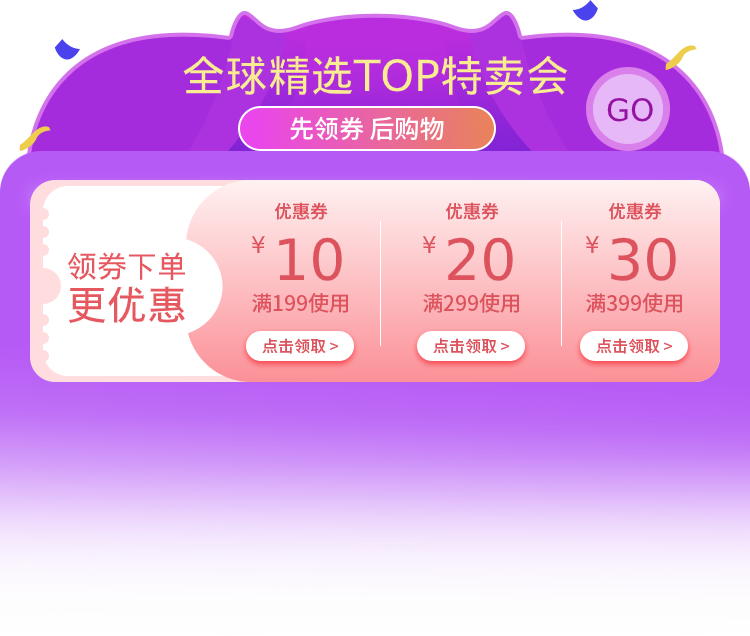 全球精选TOP特卖会
先领券 后购物
GO
领券下单
更优惠
优惠券
¥ 10
满199使用
点击领取 >
优惠券
¥ 20
满299使用
点击领取 >
优惠券
¥ 30
满399使用
点击领取 >